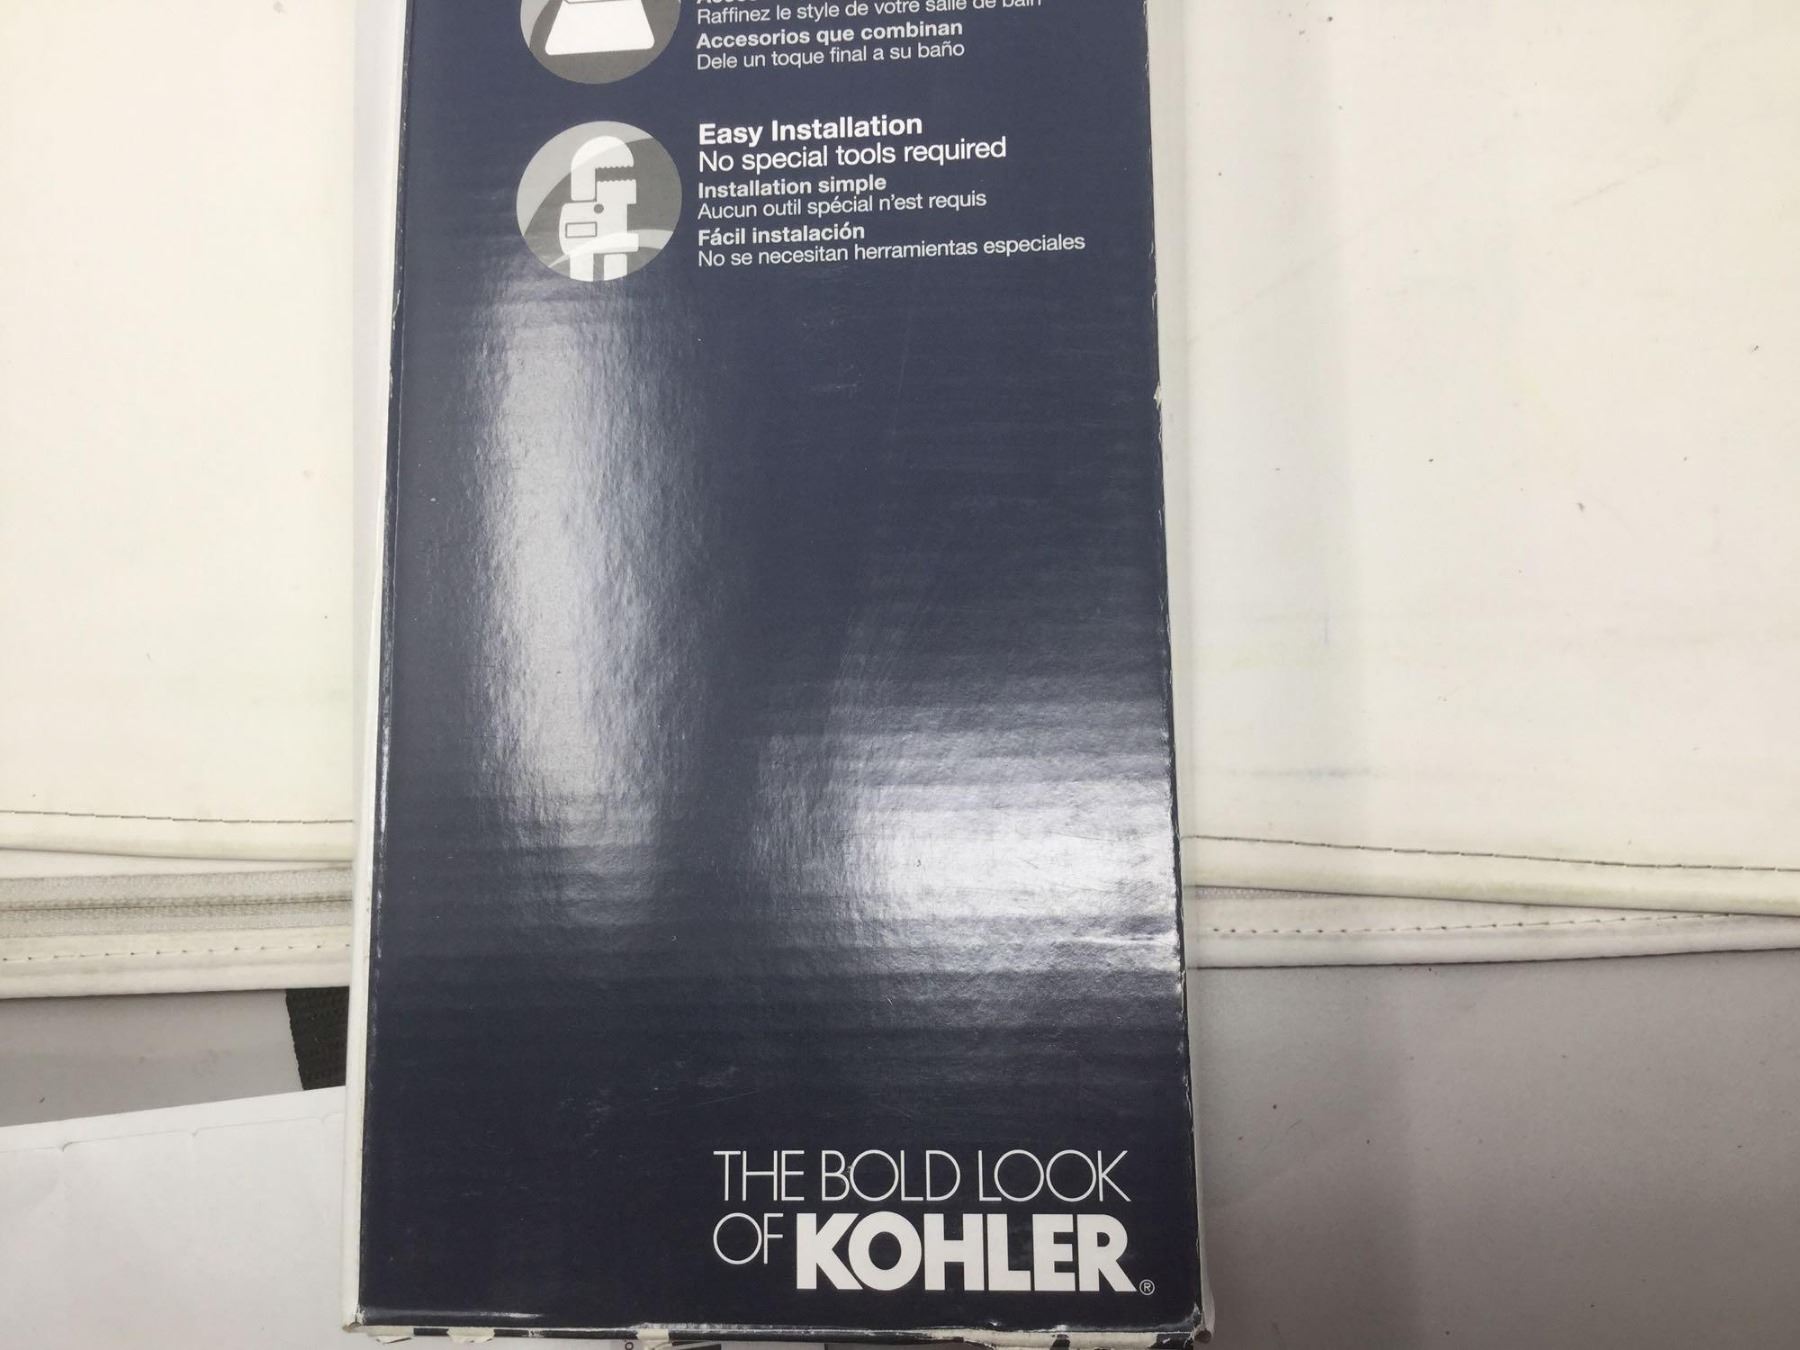 Raffinez le style de votre salle de bain
Accesorios que combinan
Dele un toque final a su baño
Easy Installation
No special tools required
Installation simple
Aucun outil spécial n'est requis
Fácil instalación
No se necesitan herramientas especiales
THE BOLD LOOK
OF KOHLER®